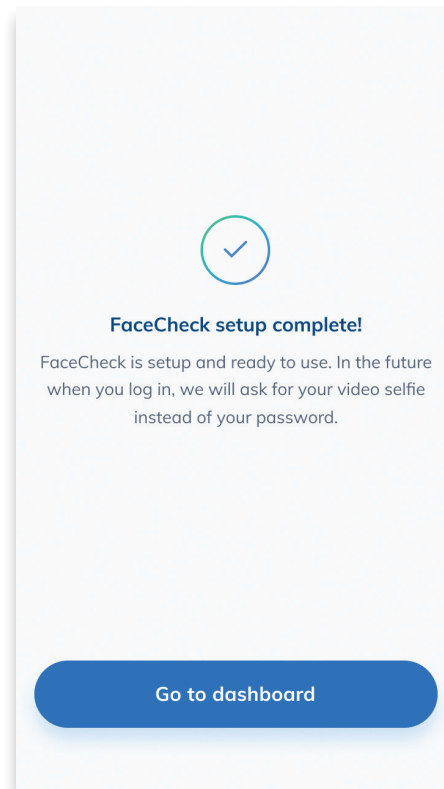 FaceCheck setup complete!
FaceCheck is setup and ready to use. In the future
when you log in, we will ask for your video selfie
instead of your password.
Go to dashboard